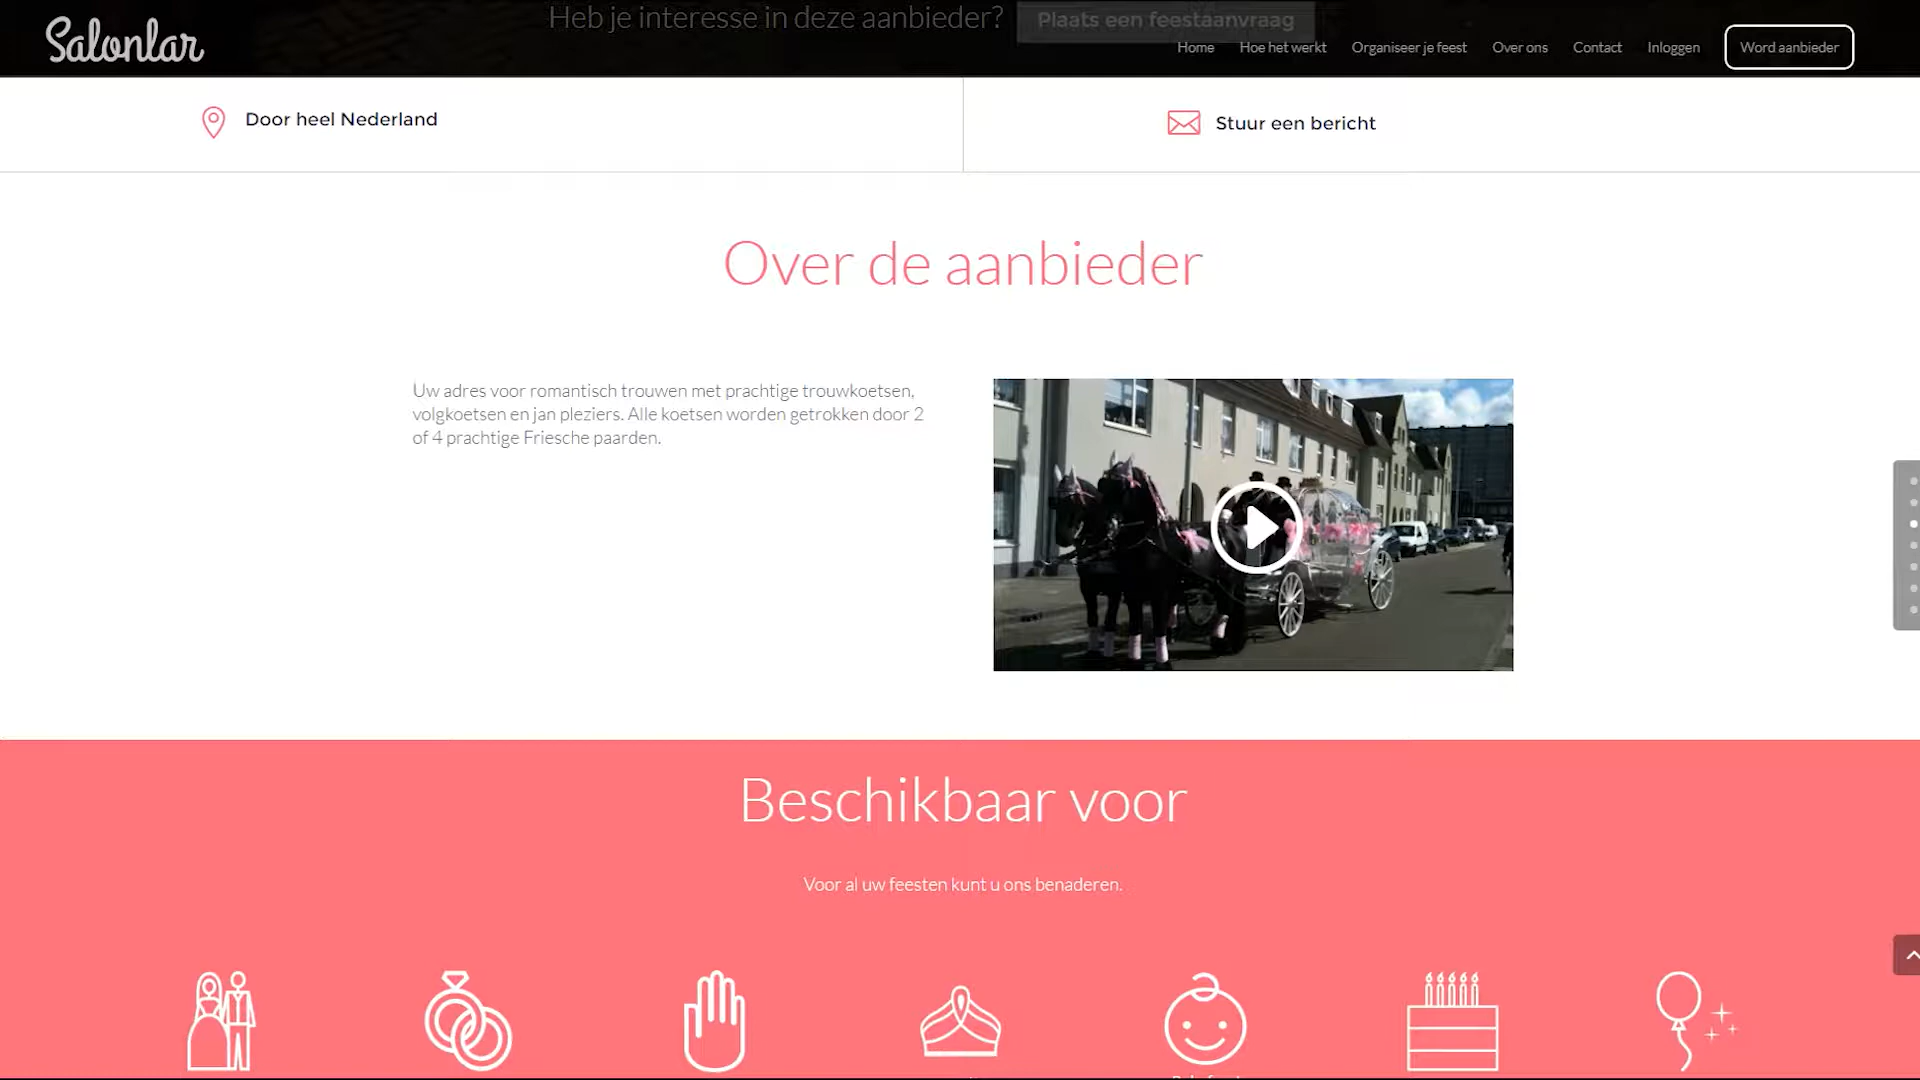 Heb je interesse in deze aanbieder?
Plaats een feestaanvraag
Salonlar
Home
Hoe het werkt
Organiseer je feest
Over ons
Contact
Inloggen
Word aanbieder
Door heel Nederland
Stuur een bericht
Over de aanbieder
Uw adres voor romantisch trouwen met prachtige trouwkoetsen,
volgkoetsen en jan pleziers. Alle koetsen worden getrokken door 2
of 4 prachtige Friesche paarden.
Beschikbaar voor
Voor al uw feesten kunt u ons benaderen.